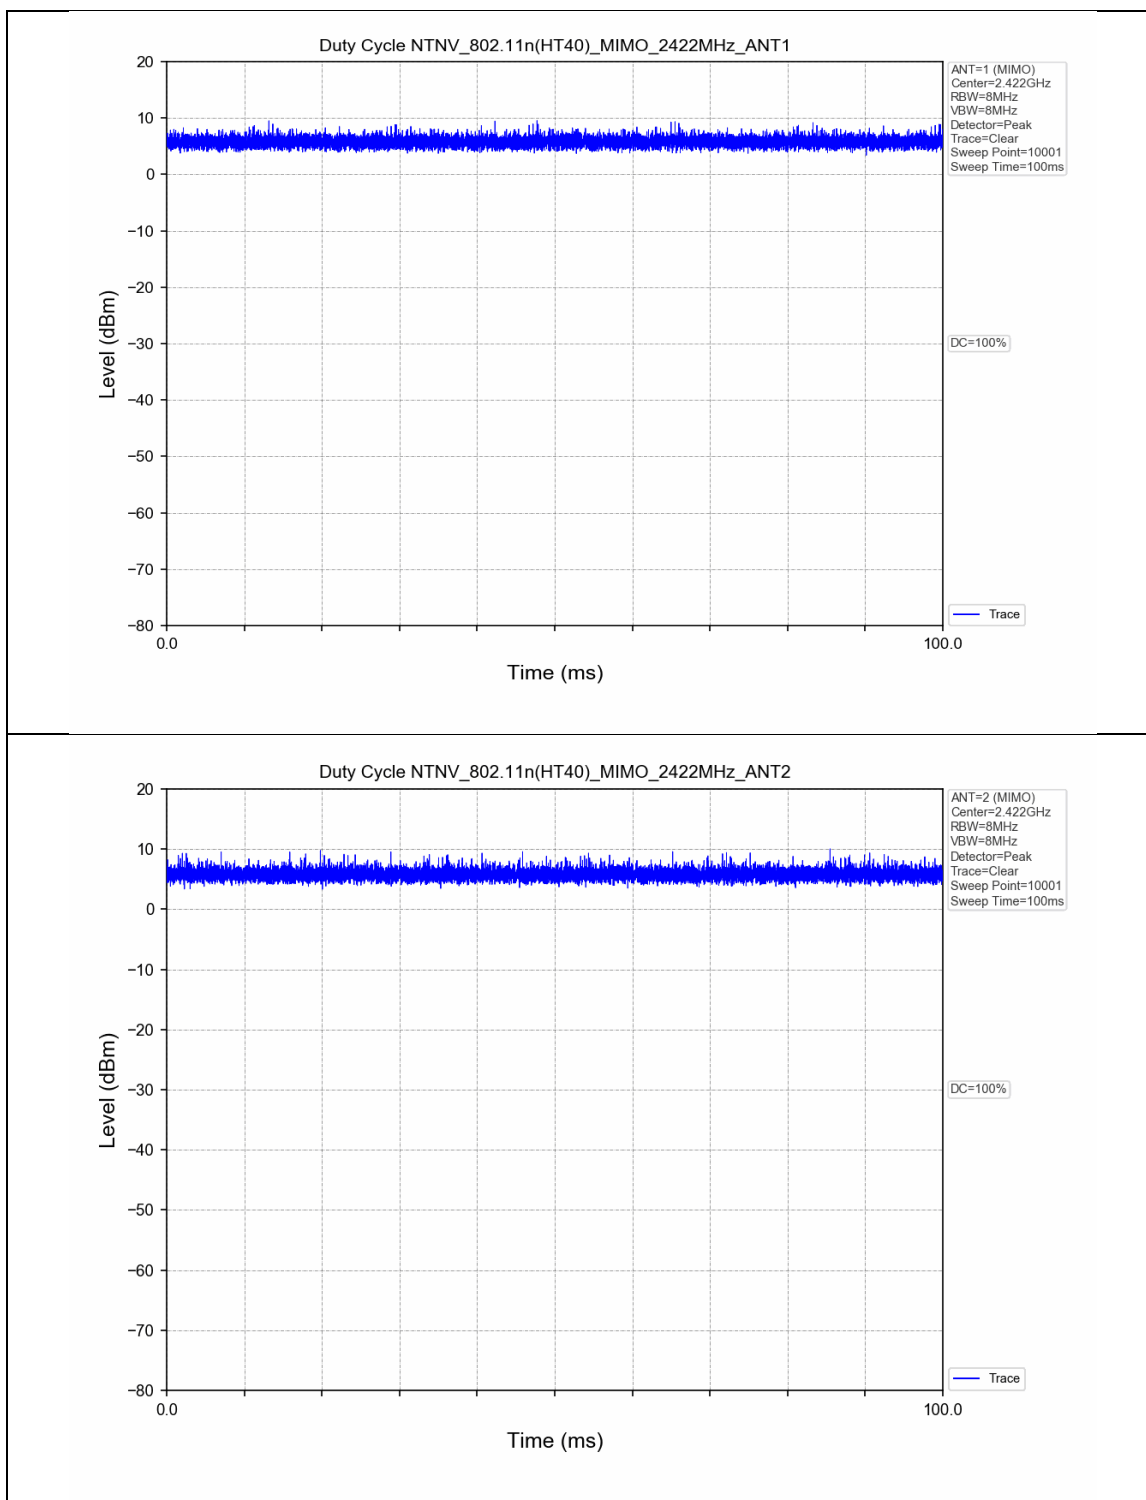 Duty Cycle NTNV_802.11n(HT40)_MIMO_2422MHz_ANT1
20
10
0
−10
−20
−30
−40
−50
−60
−70
−80
Level (dBm)
0.0
100.0
Time (ms)
ANT=1 (MIMO)
Center=2.422GHz
RBW=8MHz
VBW=8MHz
Detector=Peak
Trace=Clear
Sweep Point=10001
Sweep Time=100ms
DC=100%
Trace
Duty Cycle NTNV_802.11n(HT40)_MIMO_2422MHz_ANT2
20
10
0
−10
−20
−30
−40
−50
−60
−70
−80
Level (dBm)
0.0
100.0
Time (ms)
ANT=2 (MIMO)
Center=2.422GHz
RBW=8MHz
VBW=8MHz
Detector=Peak
Trace=Clear
Sweep Point=10001
Sweep Time=100ms
DC=100%
Trace